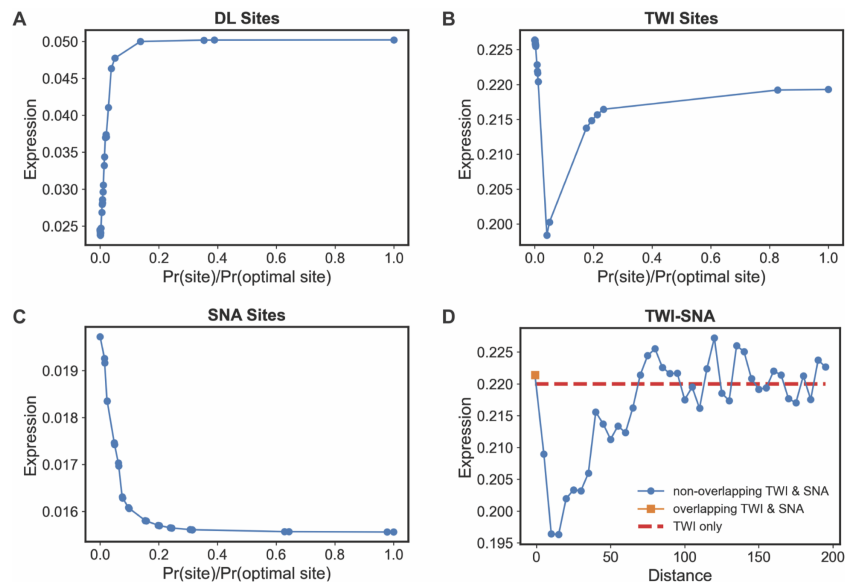 A
DL Sites
0.050
0.045
0.040
0.035
0.030
0.025
Expression
0.0 0.2 0.4 0.6 0.8 1.0
Pr(site)/Pr(optimal site)
B
TWI Sites
0.225
0.220
0.215
0.210
0.205
0.200
Expression
0.0 0.2 0.4 0.6 0.8 1.0
Pr(site)/Pr(optimal site)
C
SNA Sites
0.019
0.018
0.017
0.016
Expression
0.0 0.2 0.4 0.6 0.8 1.0
Pr(site)/Pr(optimal site)
D
TWI-SNA
0.225
0.220
0.215
0.210
0.205
0.200
0.195
Expression
non-overlapping TWI & SNA
overlapping TWI & SNA
TWI only
0 50 100 150 200
Distance